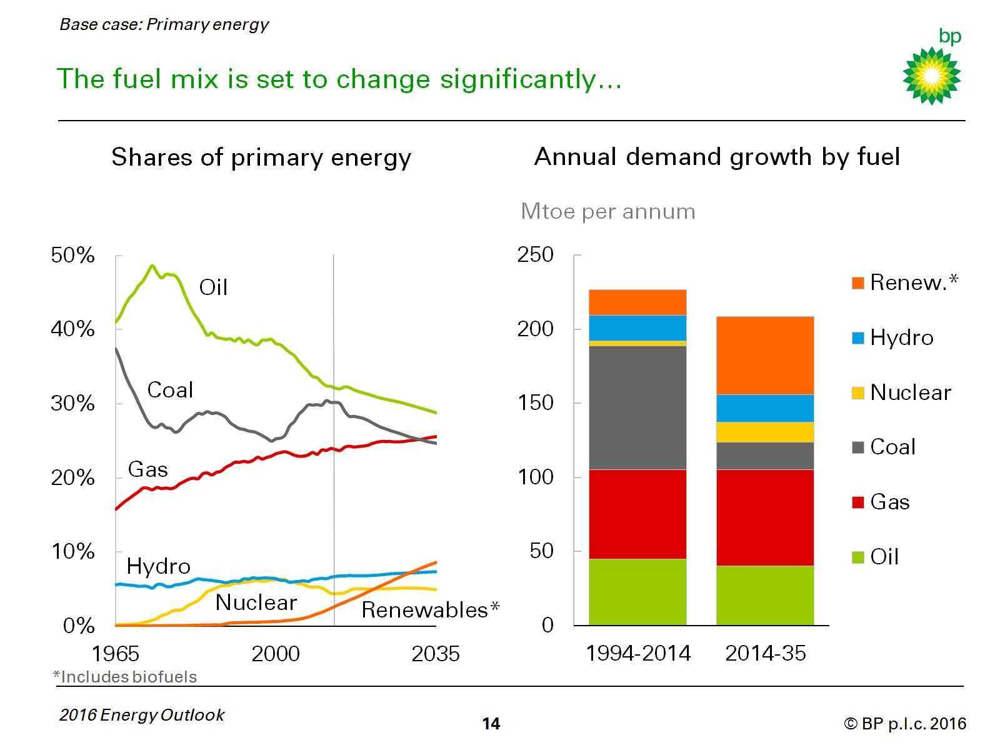 Base case: Primary energy
bp
The fuel mix is set to change significantly…
Shares of primary energy
50%
40%
30%
20%
10%
0%
Oil
Coal
Gas
Hydro
Nuclear
Renewables*
1965
2000
2035
*Includes biofuels
Annual demand growth by fuel
Mtoe per annum
250
200
150
100
50
0
1994-2014
2014-35
Renew.*
Hydro
Nuclear
Coal
Gas
Oil
2016 Energy Outlook
14
© BP p.l.c. 2016